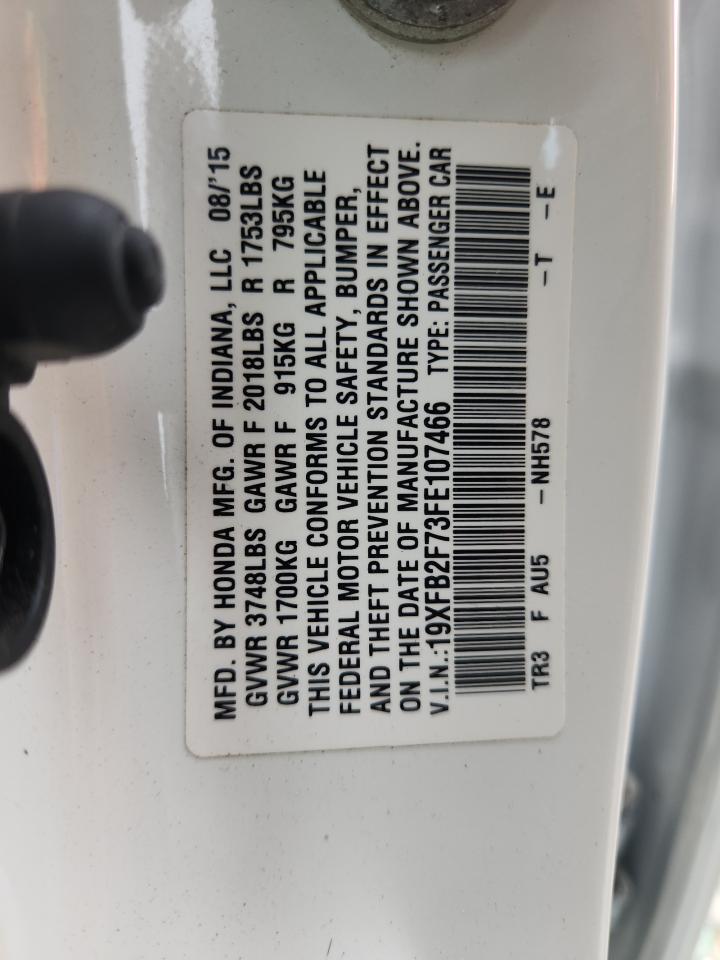 MFD. BY HONDA MFG. OF INDIANA, LLC 08/'15
GVWR 3748LBS GAWR F 2018LBS R 1753LBS
GVWR 1700KG GAWR F 915KG R 795KG
THIS VEHICLE CONFORMS TO ALL APPLICABLE
FEDERAL MOTOR VEHICLE SAFETY, BUMPER,
AND THEFT PREVENTION STANDARDS IN EFFECT
ON THE DATE OF MANUFACTURE SHOWN ABOVE.
V.I.N.:19XFB2F73FE107466 TYPE: PASSENGER CAR
TR3 F AU5 -NH578 -T -E